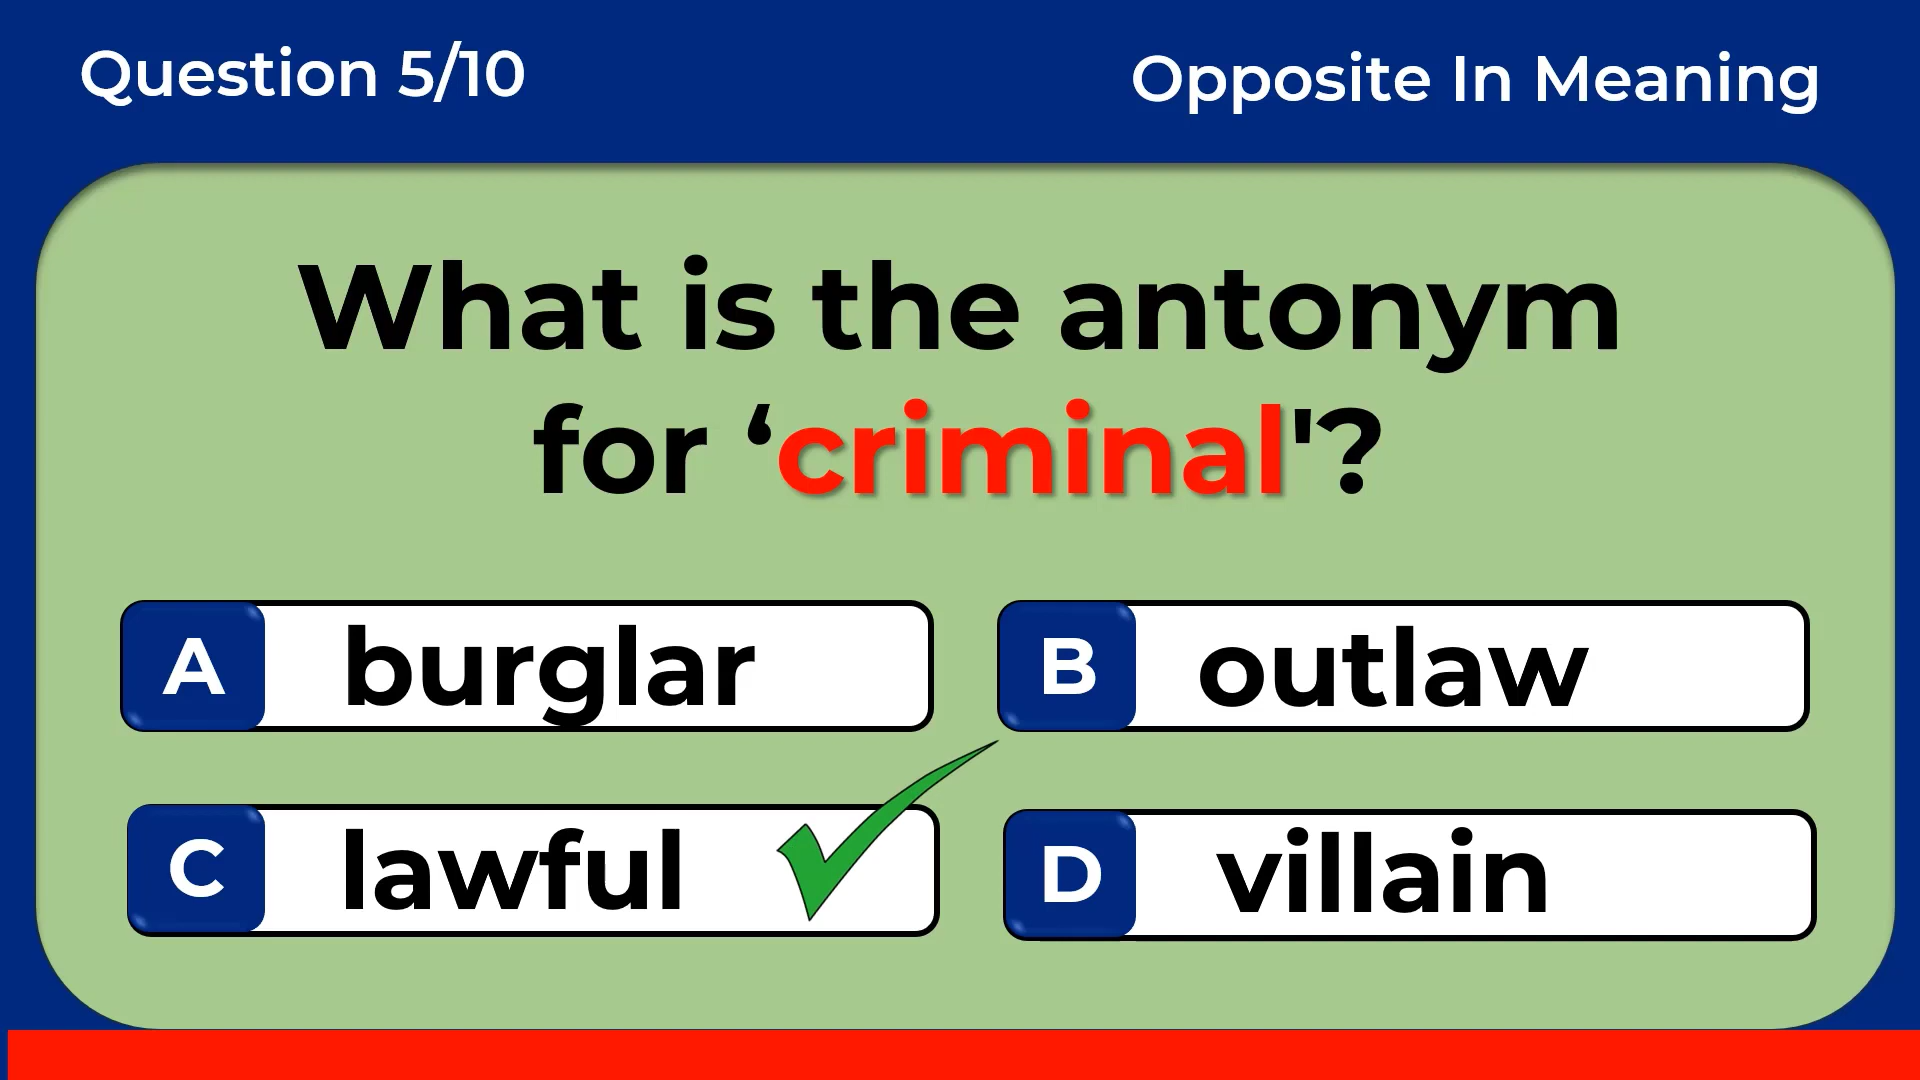 Question 5/10
Opposite In Meaning
What is the antonym
for ‘criminal'?
A burglar
B outlaw
C lawful
D villain